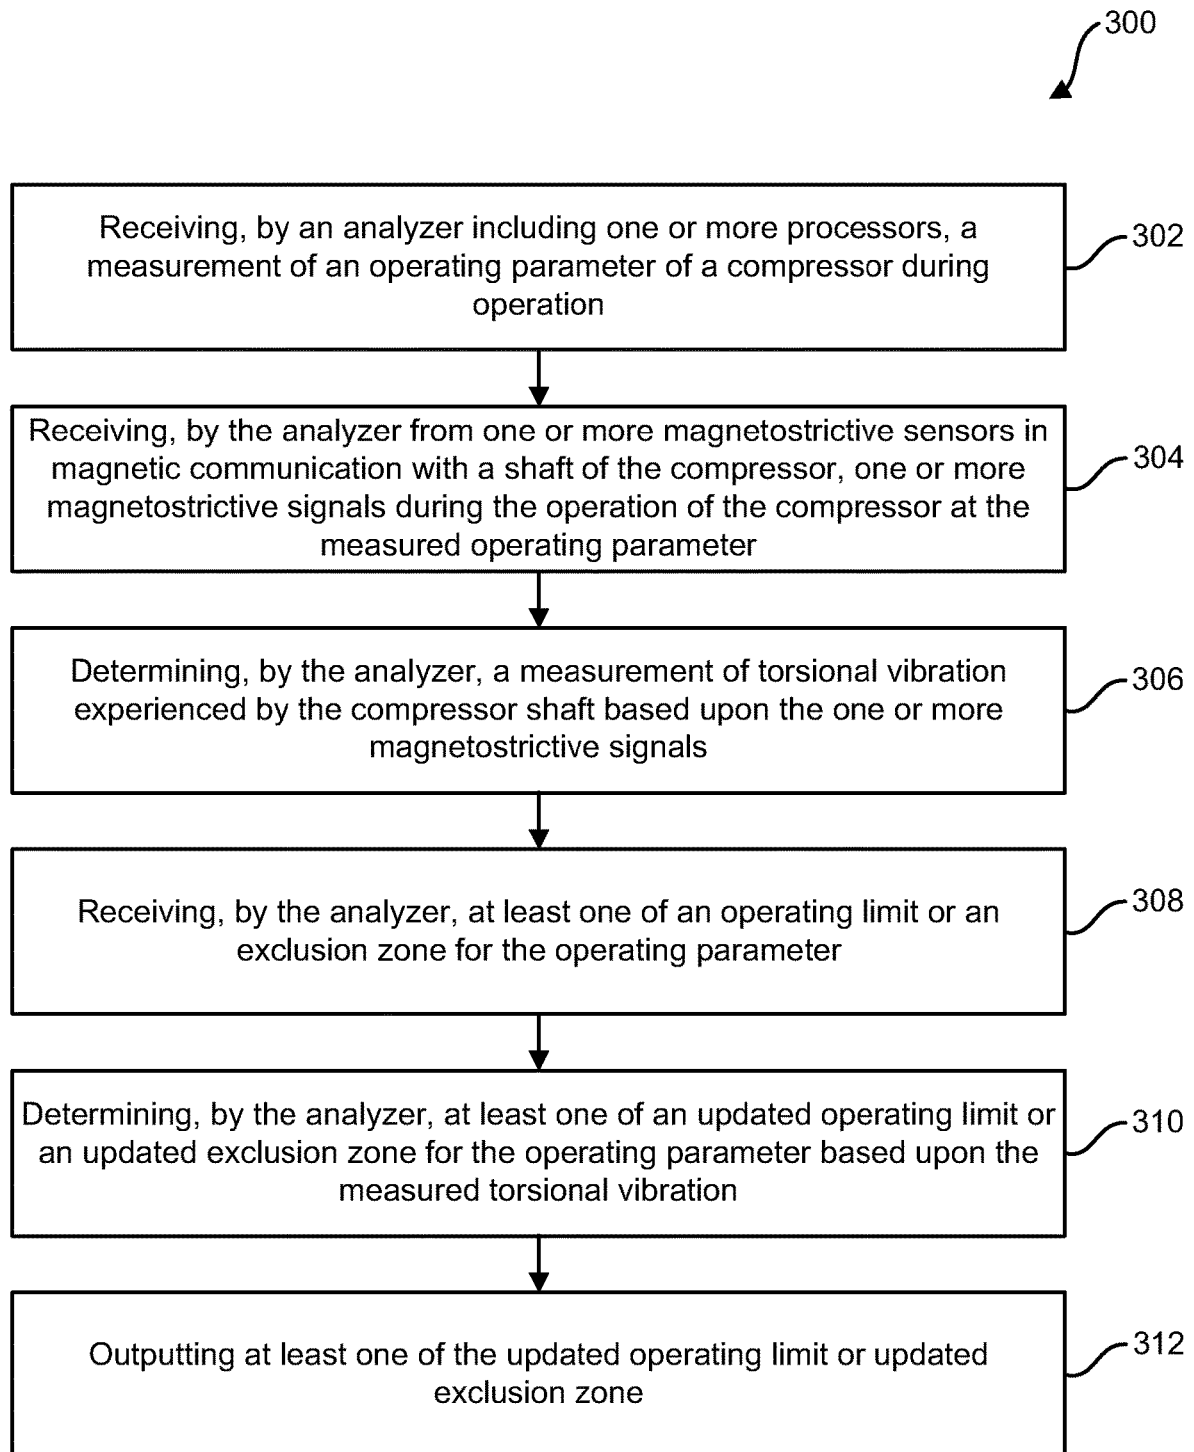 300
Receiving, by an analyzer including one or more processors, a
measurement of an operating parameter of a compressor during
operation
302
Receiving, by the analyzer from one or more magnetostrictive sensors in
magnetic communication with a shaft of the compressor, one or more
magnetostrictive signals during the operation of the compressor at the
measured operating parameter
304
Determining, by the analyzer, a measurement of torsional vibration
experienced by the compressor shaft based upon the one or more
magnetostrictive signals
306
Receiving, by the analyzer, at least one of an operating limit or an
exclusion zone for the operating parameter
308
Determining, by the analyzer, at least one of an updated operating limit or
an updated exclusion zone for the operating parameter based upon the
measured torsional vibration
310
Outputting at least one of the updated operating limit or updated
exclusion zone
312